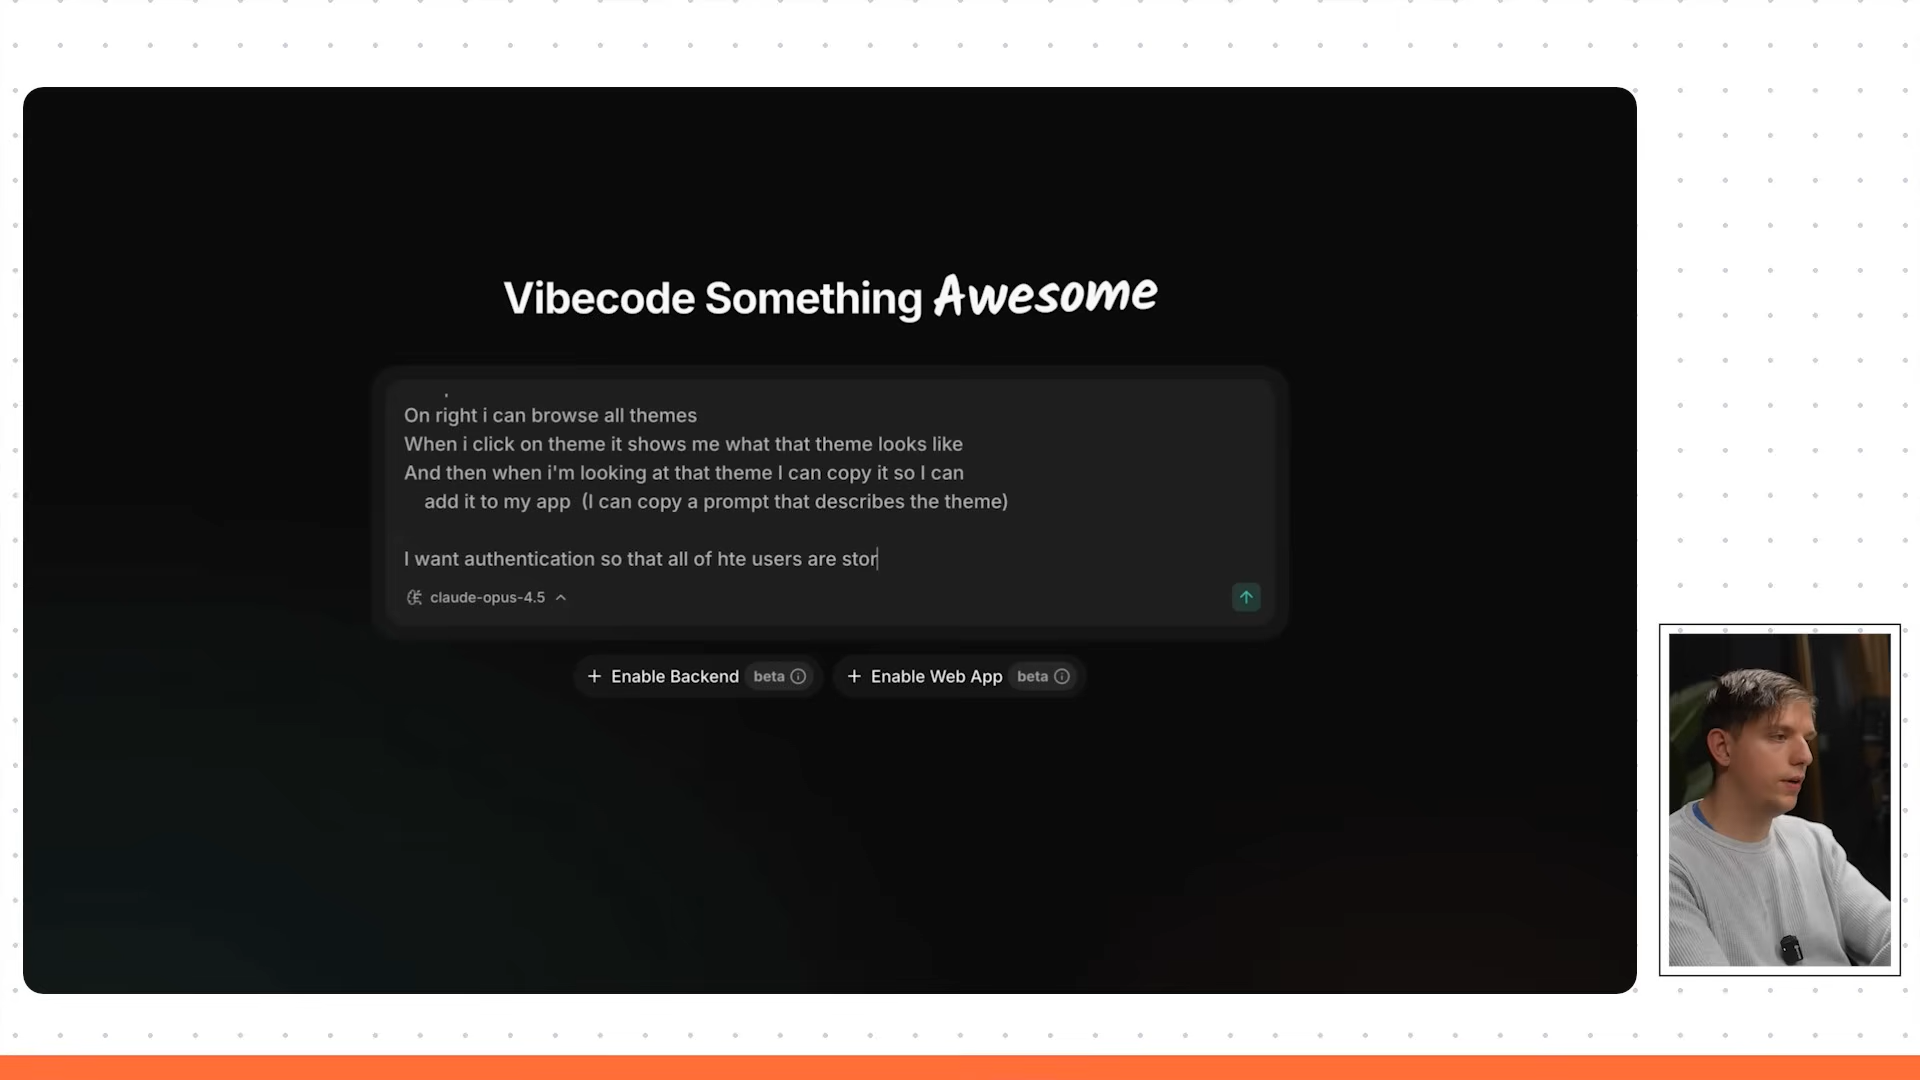 Vibecode Something Awesome
On right i can browse all themes
When i click on theme it shows me what that theme looks like
And then when i'm looking at that theme I can copy it so I can
add it to my app (I can copy a prompt that describes the theme)
I want authentication so that all of hte users are stor
claude-opus-4.5
+ Enable Backend beta
+ Enable Web App beta